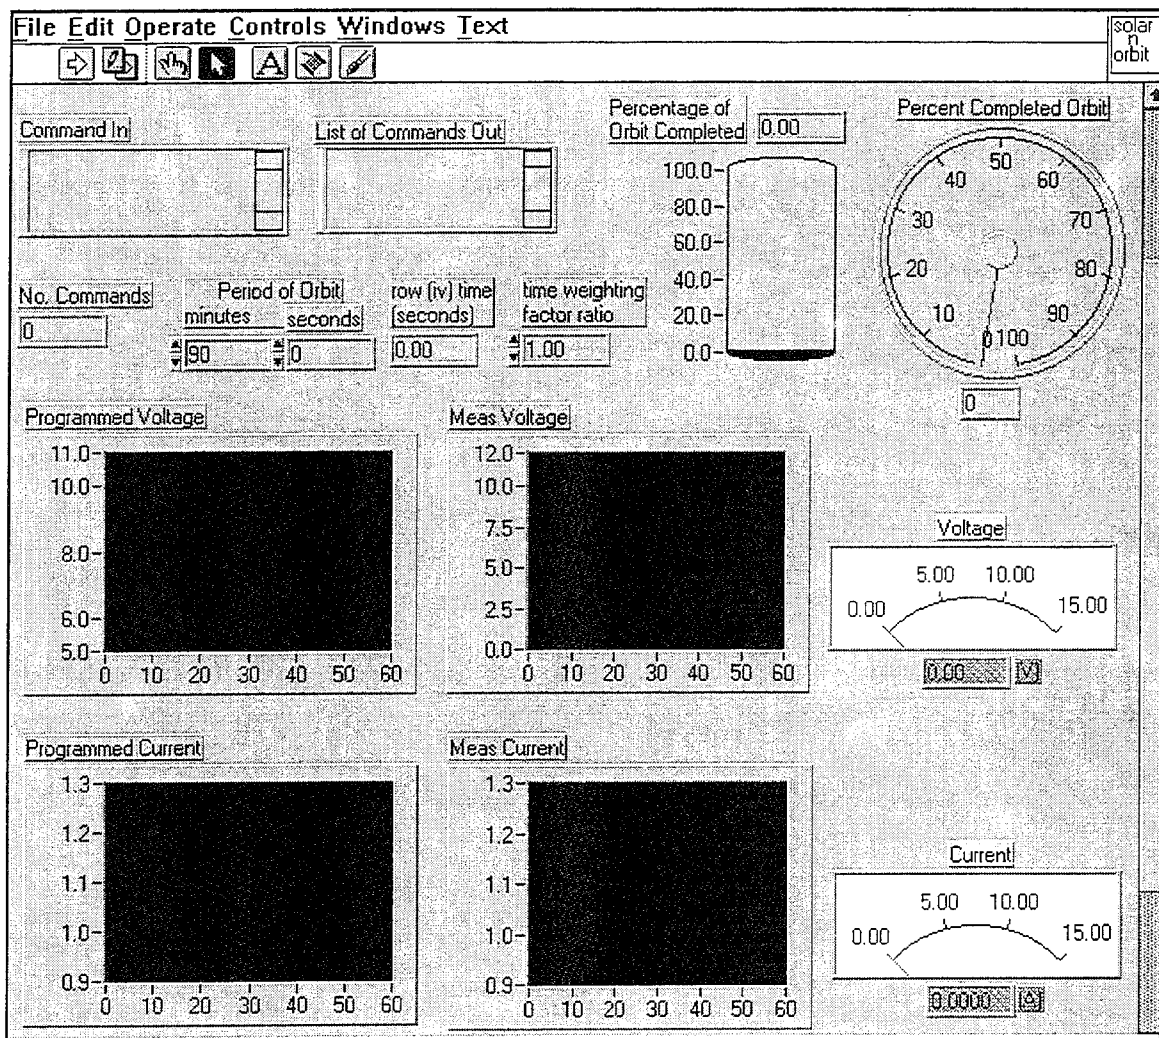 File Edit Operate Controls Windows Text
solar
n
orbit
A
Command In
List of Commands Out
Percentage of
Orbit Completed
0.00
100.0
80.0
60.0
40.0
20.0
0.0
Percent Completed Orbit
50
40 60
30 70
20 80
10 90
0 100
0
No. Commands
0
Period of Orbit
minutes seconds
90 0
row (iv) time
(seconds)
0.00
time weighting
factor ratio
1.00
Programmed Voltage
11.0
10.0
8.0
6.0
5.0
0 10 20 30 40 50 60
Meas Voltage
12.0
10.0
7.5
5.0
2.5
0.0
0 10 20 30 40 50 60
Voltage
5.00 10.00
0.00 15.00
0.00 [V]
Programmed Current
1.3
1.2
1.1
1.0
0.9
0 10 20 30 40 50 60
Meas Current
1.3
1.2
1.1
1.0
0.9
0 10 20 30 40 50 60
Current
5.00 10.00
0.00 15.00
0.0000 [A]